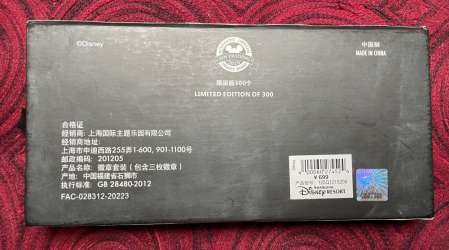 ©Disney
中国制
MADE IN CHINA
限量版300个
LIMITED EDITION OF 300
合格证
经销商：上海国际主题乐园有限公司
经销商地址：
上海市申迪西路255弄1-600, 901-1100号
邮政编码：201205
产品名称：徽章套装（包含三枚徽章）
产地：中国福建省石狮市
执行标准：GB 28480-2012
FAC-028312-20223
¥ 699
SHANGHAI
Disney RESORT